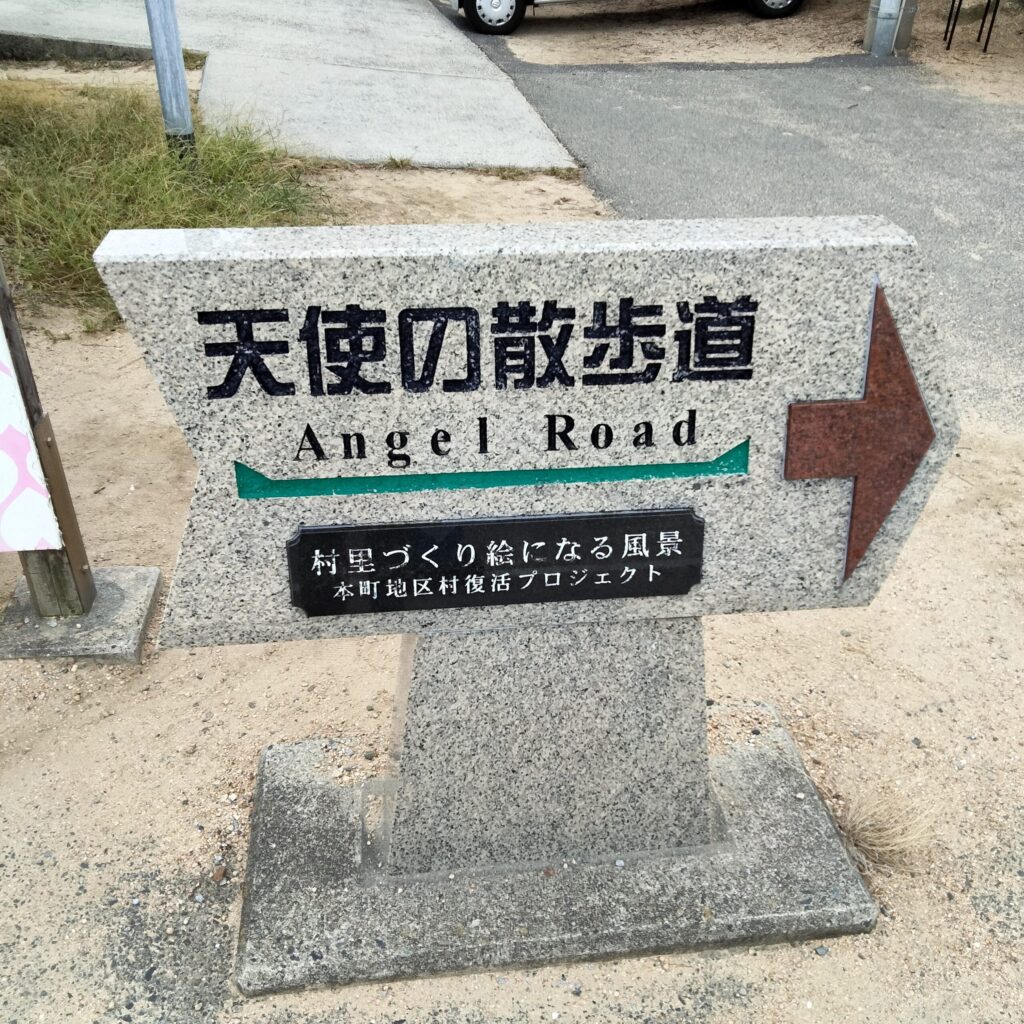 天使の散歩道
Angel Road
村里づくり絵になる風景
本町地区村復活プロジェクト